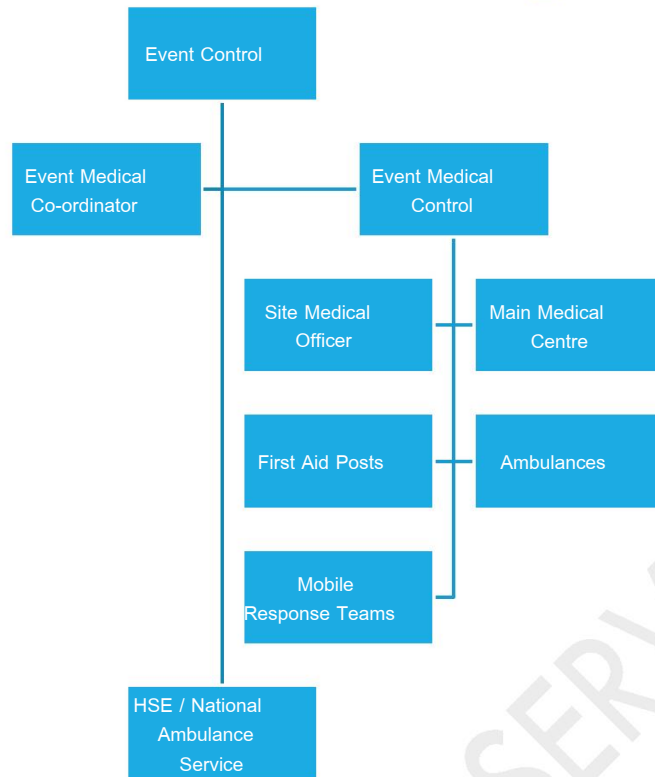 Event Control
Event Medical
Co-ordinator
Event Medical
Control
Site Medical
Officer
Main Medical
Centre
First Aid Posts
Ambulances
Mobile
Response Teams
HSE / National
Ambulance
Service